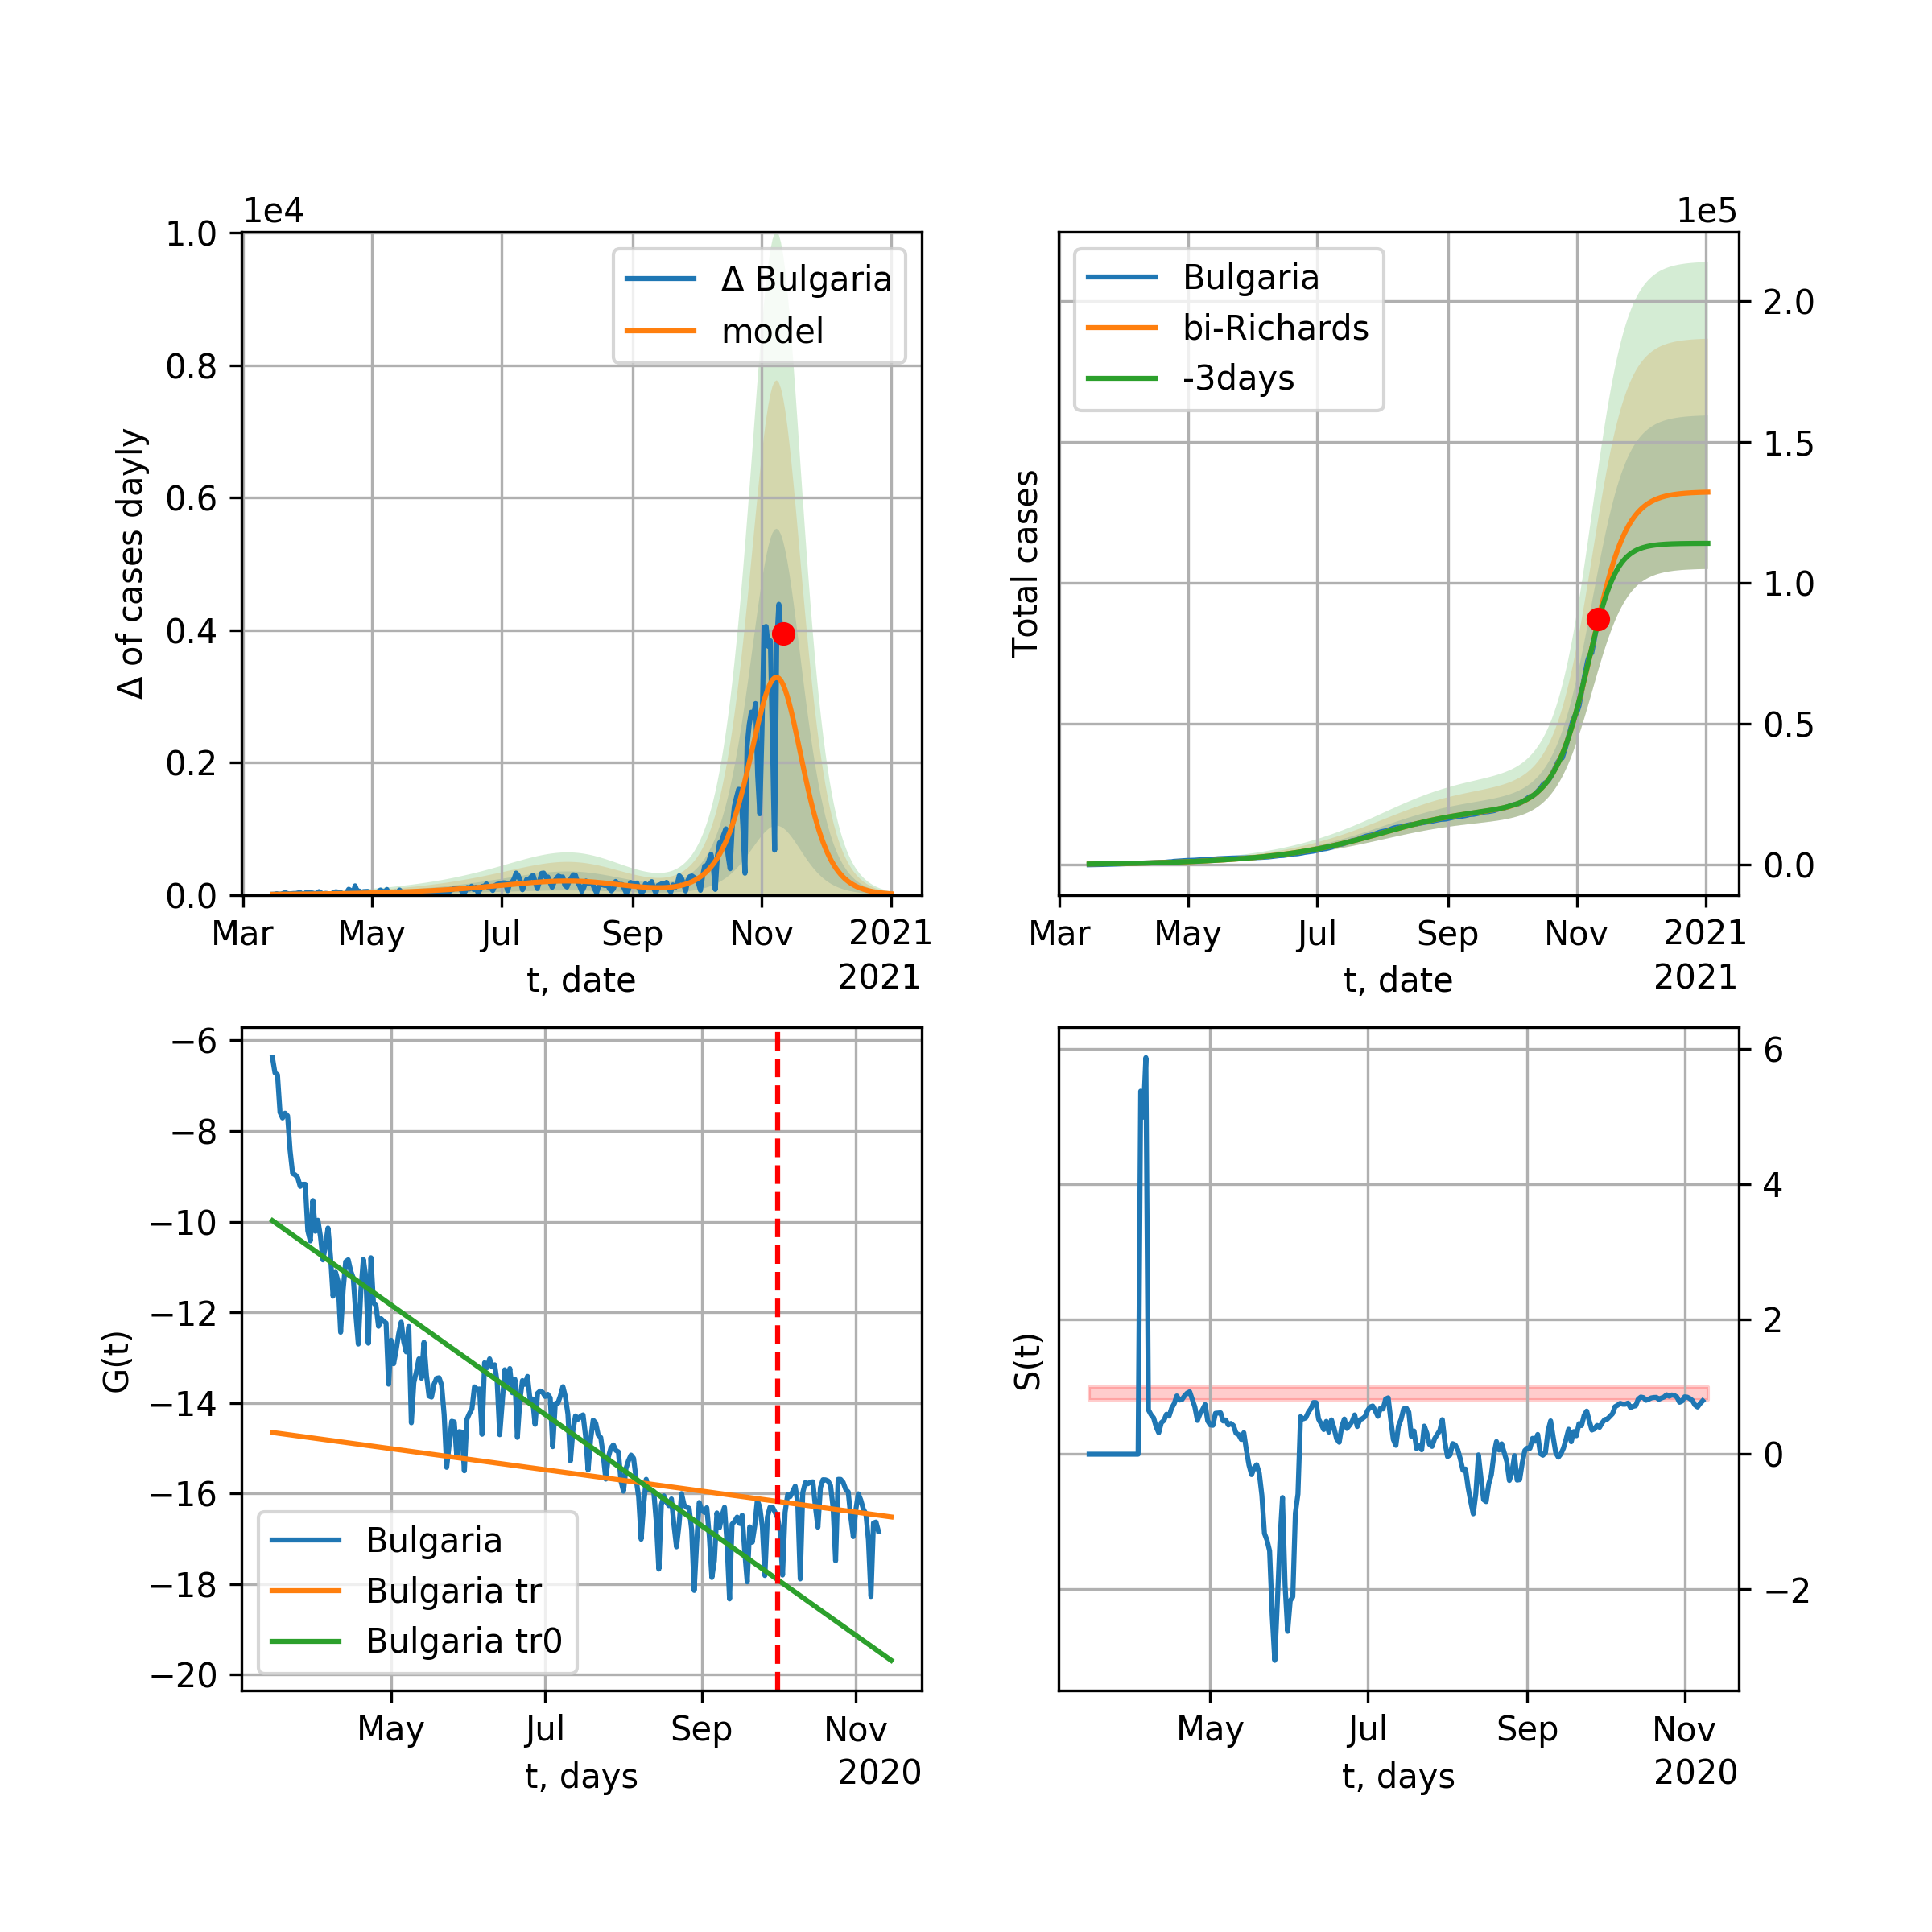 1e4
1.0
0.8
0.6
0.4
0.2
0.0
Δ of cases dayly
Δ Bulgaria
model
Mar May Jul Sep Nov 2021
t, date 2021
1e5
2.0
1.5
1.0
0.5
0.0
Total cases
Bulgaria
bi-Richards
-3days
Mar May Jul Sep Nov 2021
t, date 2021
−6
−8
−10
−12
−14
−16
−18
−20
G(t)
Bulgaria
Bulgaria tr
Bulgaria tr0
May Jul Sep Nov
t, days 2020
6
4
2
0
−2
S(t)
May Jul Sep Nov
t, days 2020